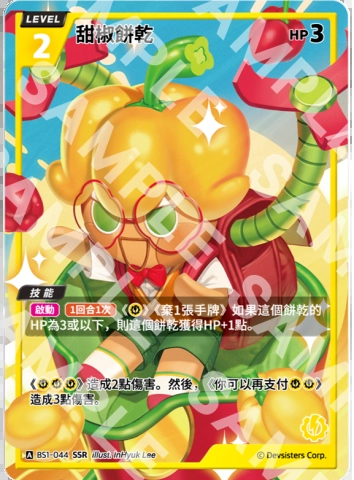 LEVEL
2
甜椒餅乾
HP 3
技能
啟動 1回合1次 《》《棄1張手牌》如果這個餅乾的
HP為3或以下，則這個餅乾獲得HP+1點。
《》造成2點傷害。然後，《你可以再支付》
造成3點傷害。
A BS1-044 SSR illust. InHyuk Lee
© Devsisters Corp.
SAMPLE